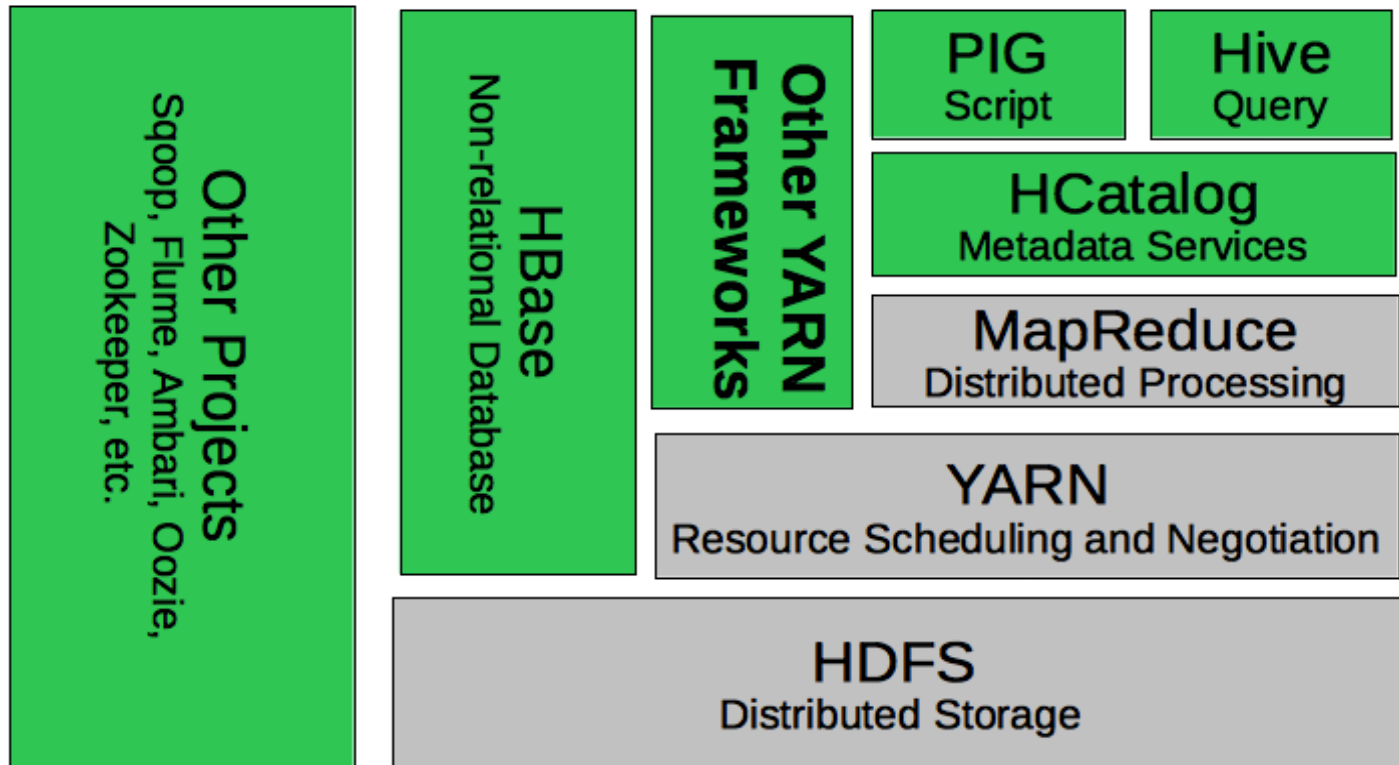 Other Projects
Sqoop, Flume, Ambari, Oozie,
Zookeeper, etc.
HBase
Non-relational Database
Other YARN
Frameworks
PIG
Script
Hive
Query
HCatalog
Metadata Services
MapReduce
Distributed Processing
YARN
Resource Scheduling and Negotiation
HDFS
Distributed Storage